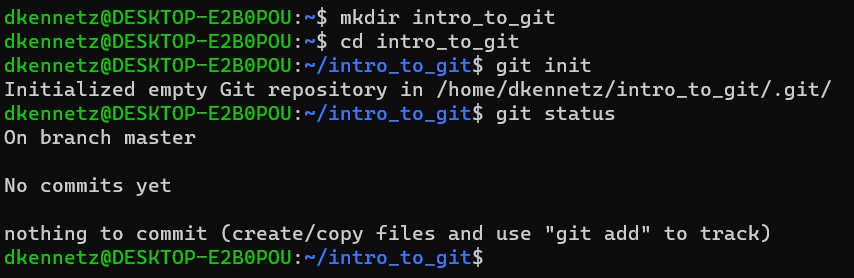 dkennetz@DESKTOP-E2B0POU:~$ mkdir intro_to_git
dkennetz@DESKTOP-E2B0POU:~$ cd intro_to_git
dkennetz@DESKTOP-E2B0POU:~/intro_to_git$ git init
Initialized empty Git repository in /home/dkennetz/intro_to_git/.git/
dkennetz@DESKTOP-E2B0POU:~/intro_to_git$ git status
On branch master
No commits yet
nothing to commit (create/copy files and use "git add" to track)
dkennetz@DESKTOP-E2B0POU:~/intro_to_git$